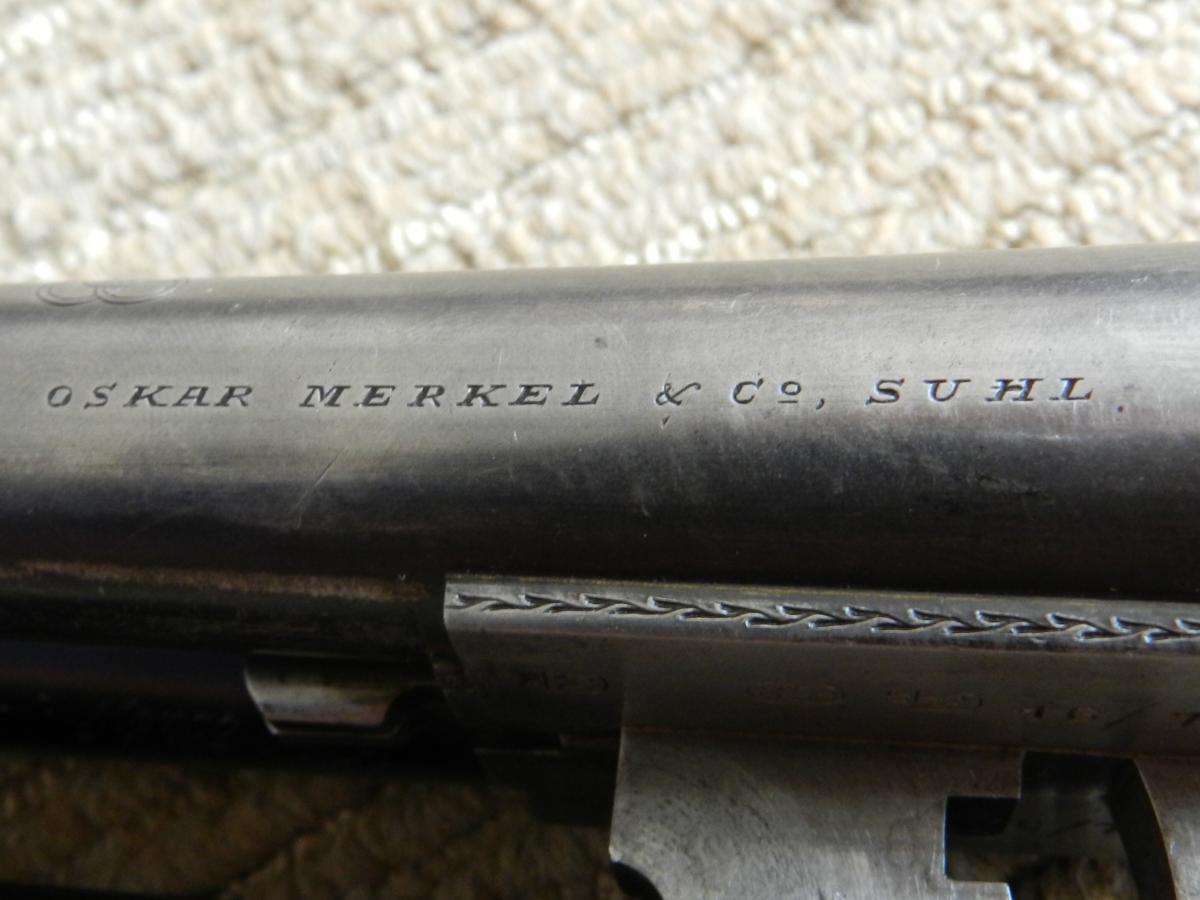 OSKAR MERKEL & Cº, SUHL.